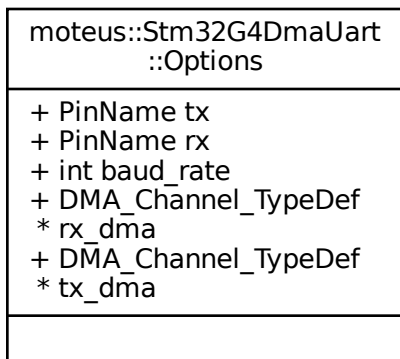 moteus::Stm32G4DmaUart
::Options
+ PinName tx
+ PinName rx
+ int baud_rate
+ DMA_Channel_TypeDef
* rx_dma
+ DMA_Channel_TypeDef
* tx_dma